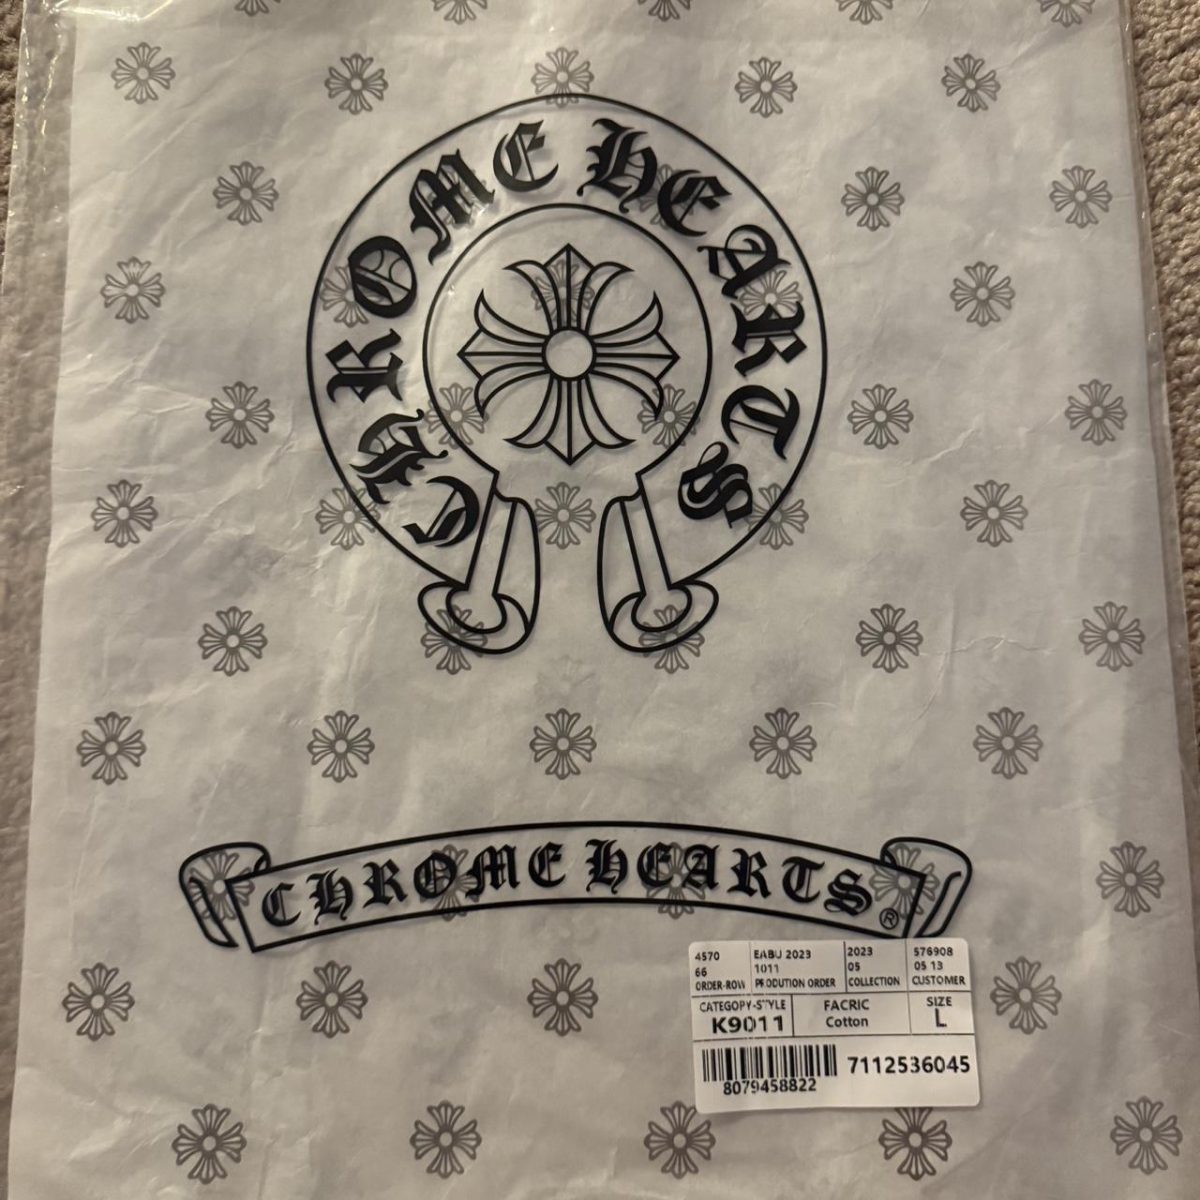 CHROME HEARTS
CHROME HEARTS®
4570
66
ORDER-ROW
EABU 2023
1011
PRODUTION ORDER
2023
05
COLLECTION
576908
05 13
CUSTOMER
CATEGOPY-STYLE
K9011
FACRIC
Cotton
SIZE
L
8079458822
7112536045